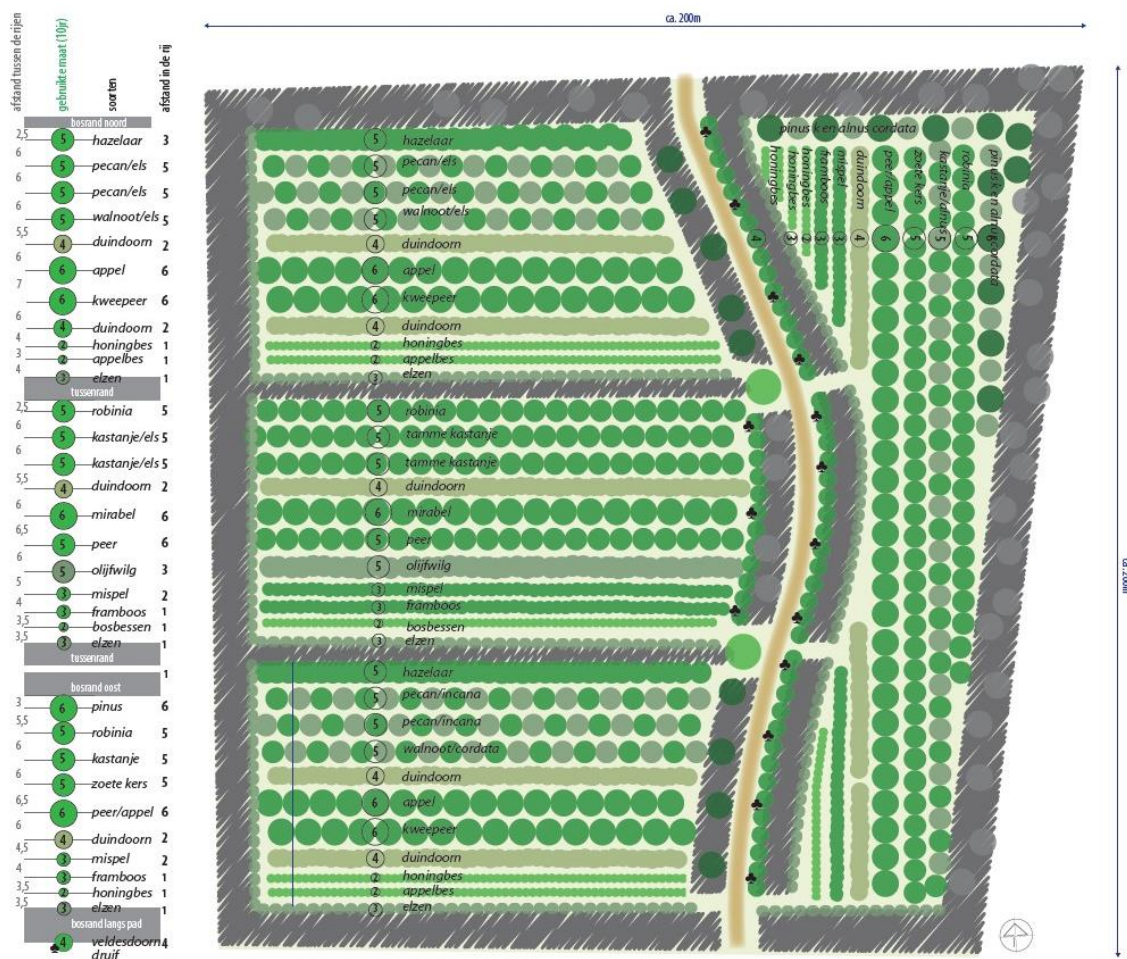 ca. 200m
ca. 200m
afstand tussen de rijen
gebruikte maat (10jr)
soorten
afstand in de rij
bosrand noord
2,5 5 hazelaar 3
6
5 pecan/els 5
6
5 pecan/els 5
6
5 walnoot/els 5
5,5
4 duindoorn 2
6
6 appel 6
7
6 kweepeer 6
6
4 duindoorn 2
4
2 honingbes 1
3
2 appelbes 1
4
3 elzen 1
tussenrand
2,5 5 robinia 5
6
5 kastanje/els 5
6
5 kastanje/els 5
5,5
4 duindoorn 2
6
6 mirabel 6
6,5
5 peer 6
6
5 olijfwilg 3
5
3 mispel 2
4
3 framboos 1
3,5
2 bosbessen 1
3,5
3 elzen 1
tussenrand
1
bosrand oost
3 6 pinus 6
5,5
5 robinia 5
6
5 kastanje 5
6
5 zoete kers 5
6,5
6 peer/appel 6
6
4 duindoorn 2
4,5
3 mispel 2
4
3 framboos 1
3,5
2 honingbes 1
3,5
3 elzen 1
bosrand langs pad
4 veldesdoorn 4
druif
5 hazelaar
5 pecan/els
5 pecan/els
5 walnoot/els
4 duindoorn
6 appel
6 kweepeer
4 duindoorn
2 honingbes
2 appelbes
3 elzen
5 robinia
5 tamme kastanje
5 tamme kastanje
4 duindoorn
6 mirabel
5 peer
5 olijfwilg
3 mispel
3 framboos
2 bosbessen
3 elzen
5 hazelaar
5 pecan/incana
5 pecan/incana
5 walnoot/cordata
4 duindoorn
6 appel
6 kweepeer
4 duindoorn
2 honingbes
2 appelbes
3 elzen
pinus k en alnus cordata
honingbes
honingbes
honingbes
framboos
mispel
duindoorn
peer/appel
zoete kers
kastanje/alnus
robinia
pinus k en alnus cordata
4 2 2 3 3 4 6 5 5 5 6